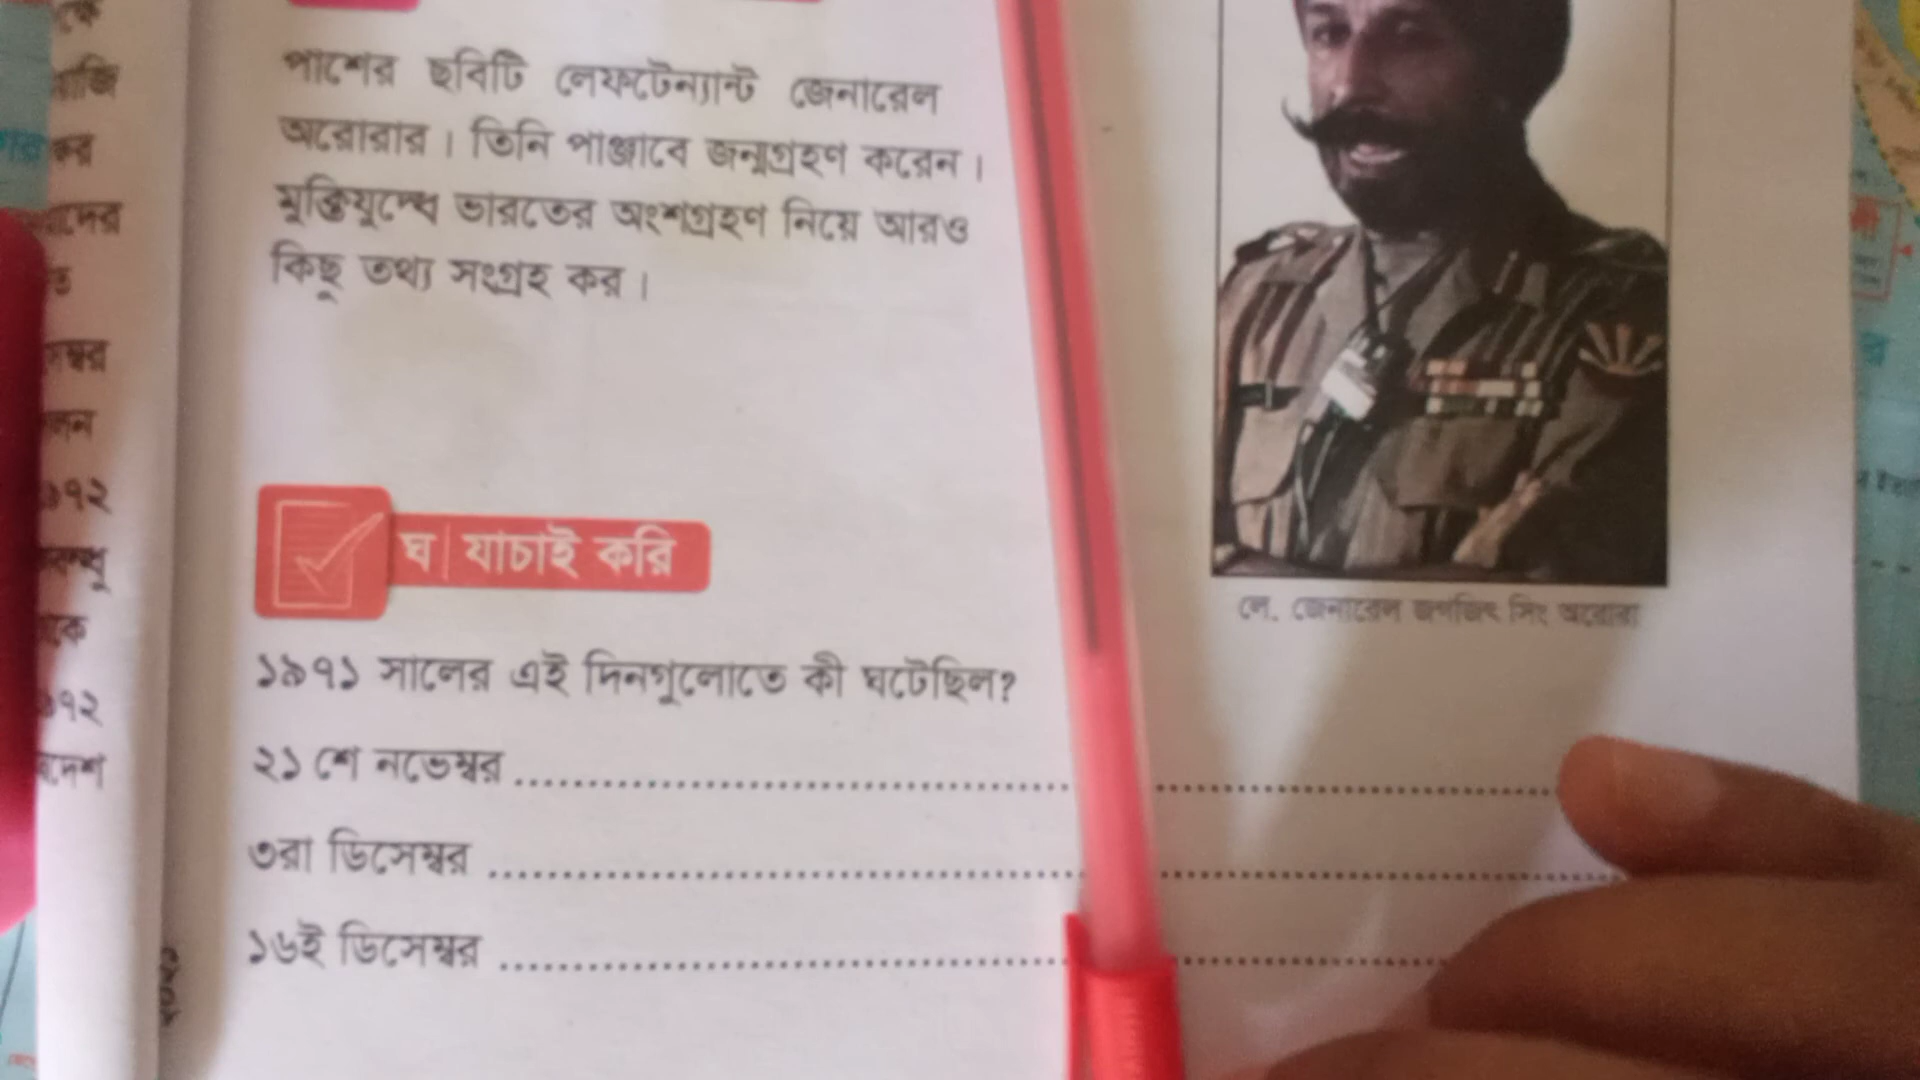 পাশের ছবিটি লেফটেন্যান্ট জেনারেল
অরোরার। তিনি পাঞ্জাবে জন্মগ্রহণ করেন।
মুক্তিযুদ্ধে ভারতের অংশগ্রহণ নিয়ে আরও
কিছু তথ্য সংগ্রহ কর।
লে. জেনারেল জগজিৎ সিং অরোরা
ঘ | যাচাই করি
১৯৭১ সালের এই দিনগুলোতে কী ঘটেছিল?
২১ শে নভেম্বর ........................................
৩রা ডিসেম্বর ........................................
১৬ই ডিসেম্বর ........................................